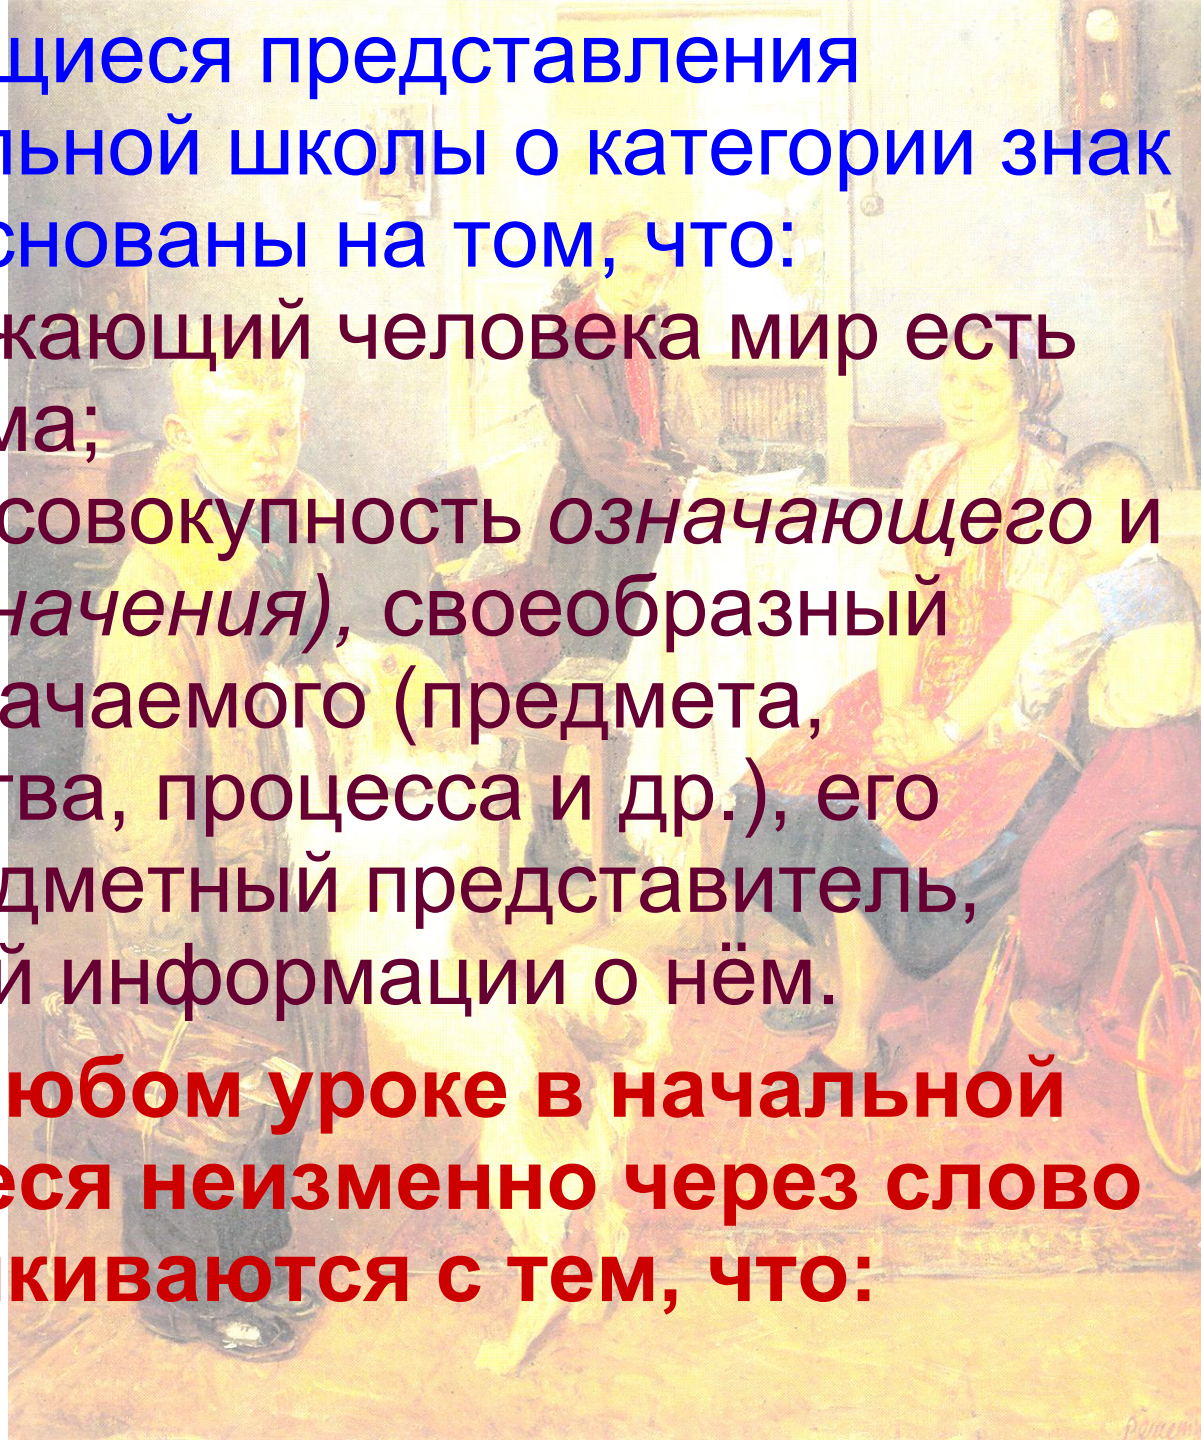 щиеся представления
льной школы о категории знак
снованы на том, что:
жающий человека мир есть
ма;
совокупность означающего и
начения), своеобразный
ачаемого (предмета,
тва, процесса и др.), его
дметный представитель,
й информации о нём.
юбом уроке в начальной
еся неизменно через слово
лкиваются с тем, что: